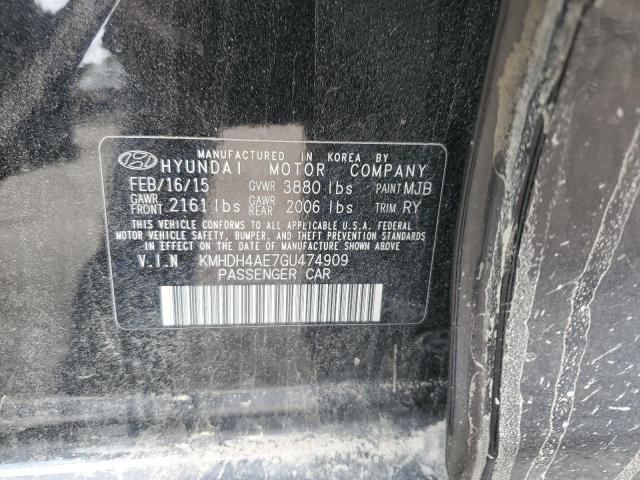 MANUFACTURED IN KOREA BY
HYUNDAI MOTOR COMPANY
FEB/16/15 GVWR 3880 lbs PAINT MJB
GAWR FRONT 2161 lbs GAWR REAR 2006 lbs TRIM RY
THIS VEHICLE CONFORMS TO ALL APPLICABLE U.S.A. FEDERAL
MOTOR VEHICLE SAFETY, BUMPER, AND THEFT PREVENTION STANDARDS
IN EFFECT ON THE DATE OF MANUFACTURE SHOWN ABOVE.
V.I.N KMHDH4AE7GU474909
PASSENGER CAR